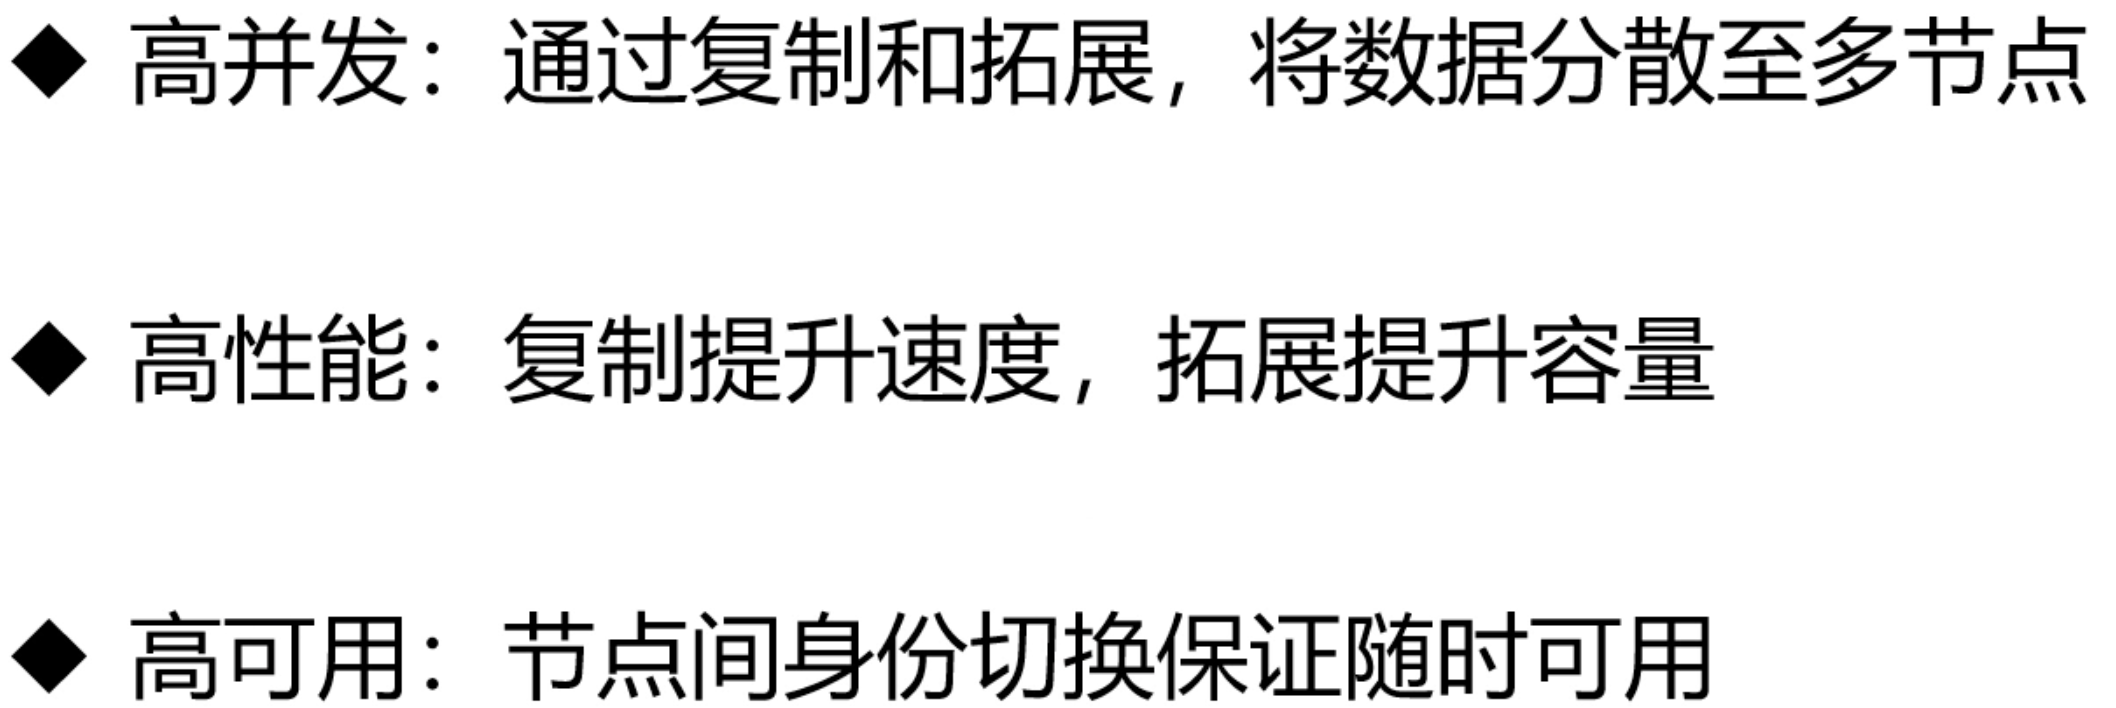 ◆ 高并发：通过复制和拓展，将数据分散至多节点
◆ 高性能：复制提升速度，拓展提升容量
◆ 高可用：节点间身份切换保证随时可用